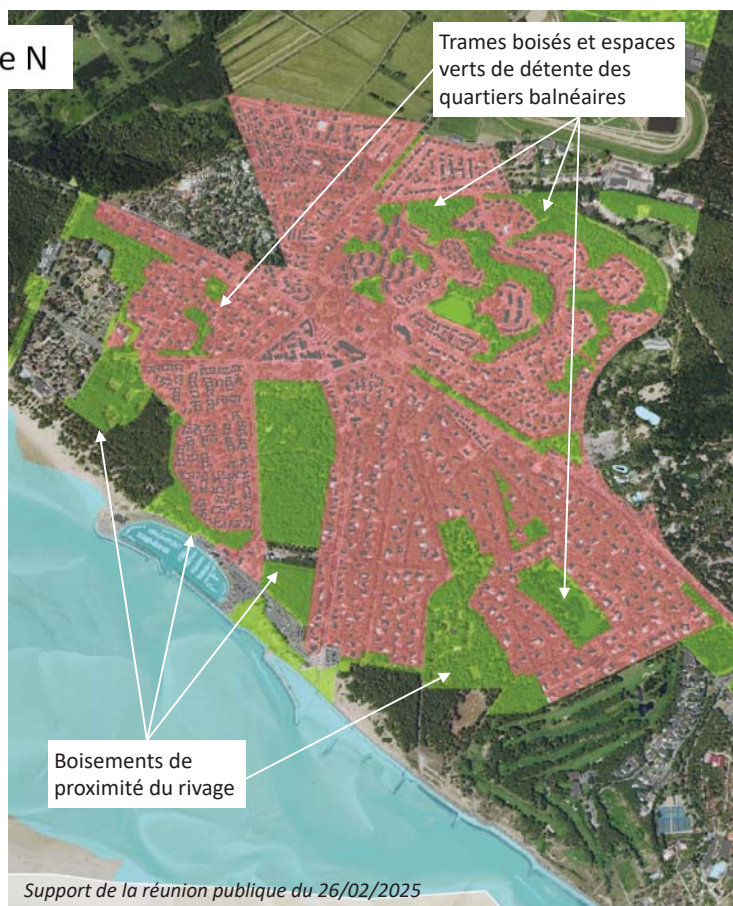 e N
Trames boisés et espaces
verts de détente des
quartiers balnéaires
Boisements de
proximité du rivage
Support de la réunion publique du 26/02/2025